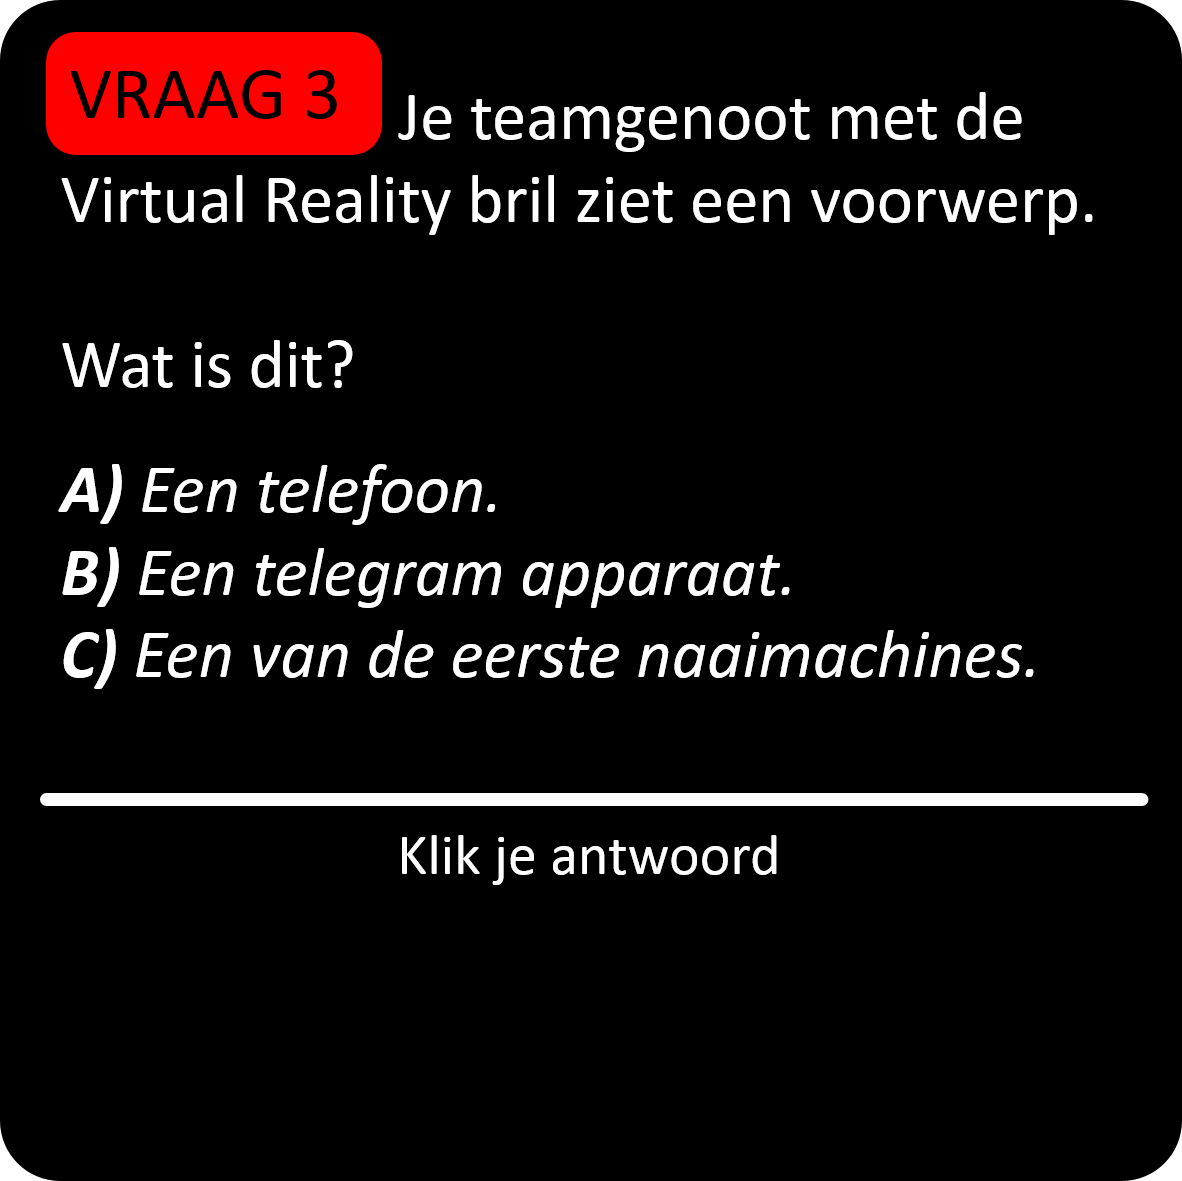 VRAAG 3 Je teamgenoot met de
Virtual Reality bril ziet een voorwerp.
Wat is dit?
A) Een telefoon.
B) Een telegram apparaat.
C) Een van de eerste naaimachines.
Klik je antwoord